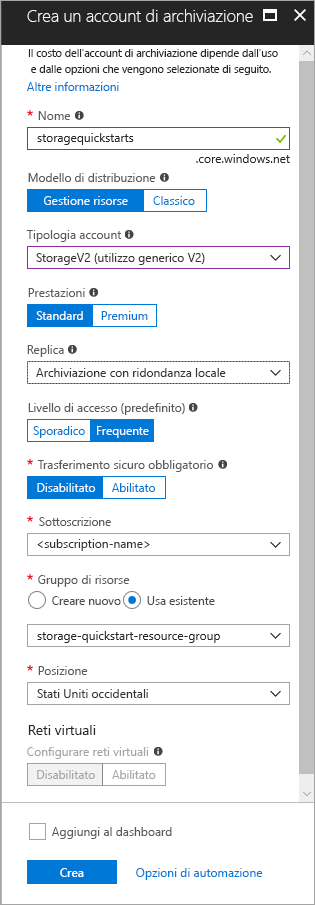 Crea un account di archiviazione
Il costo dell'account di archiviazione dipende dall'uso
e dalle opzioni che vengono selezionate di seguito.
Altre informazioni
* Nome
storagequickstarts
.core.windows.net
Modello di distribuzione
Gestione risorse Classico
Tipologia account
StorageV2 (utilizzo generico V2)
Prestazioni
Standard Premium
Replica
Archiviazione con ridondanza locale
Livello di accesso (predefinito)
Sporadico Frequente
* Trasferimento sicuro obbligatorio
Disabilitato Abilitato
* Sottoscrizione
<subscription-name>
* Gruppo di risorse
Creare nuovo Usa esistente
storage-quickstart-resource-group
* Posizione
Stati Uniti occidentali
Reti virtuali
Configurare reti virtuali
Disabilitato Abilitato
Aggiungi al dashboard
Crea Opzioni di automazione